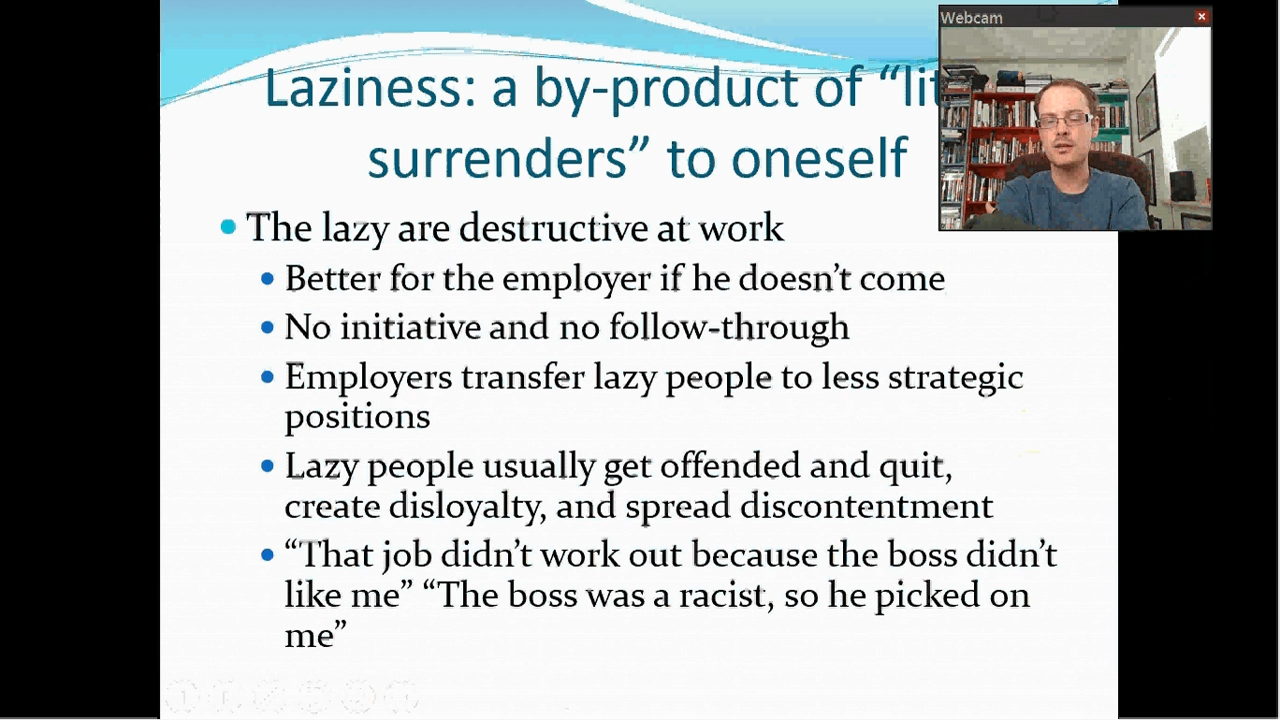 Webcam
Laziness: a by-product of “lit
surrenders” to oneself
The lazy are destructive at work
Better for the employer if he doesn’t come
No initiative and no follow-through
Employers transfer lazy people to less strategic
positions
Lazy people usually get offended and quit,
create disloyalty, and spread discontentment
“That job didn’t work out because the boss didn’t
like me” “The boss was a racist, so he picked on
me”